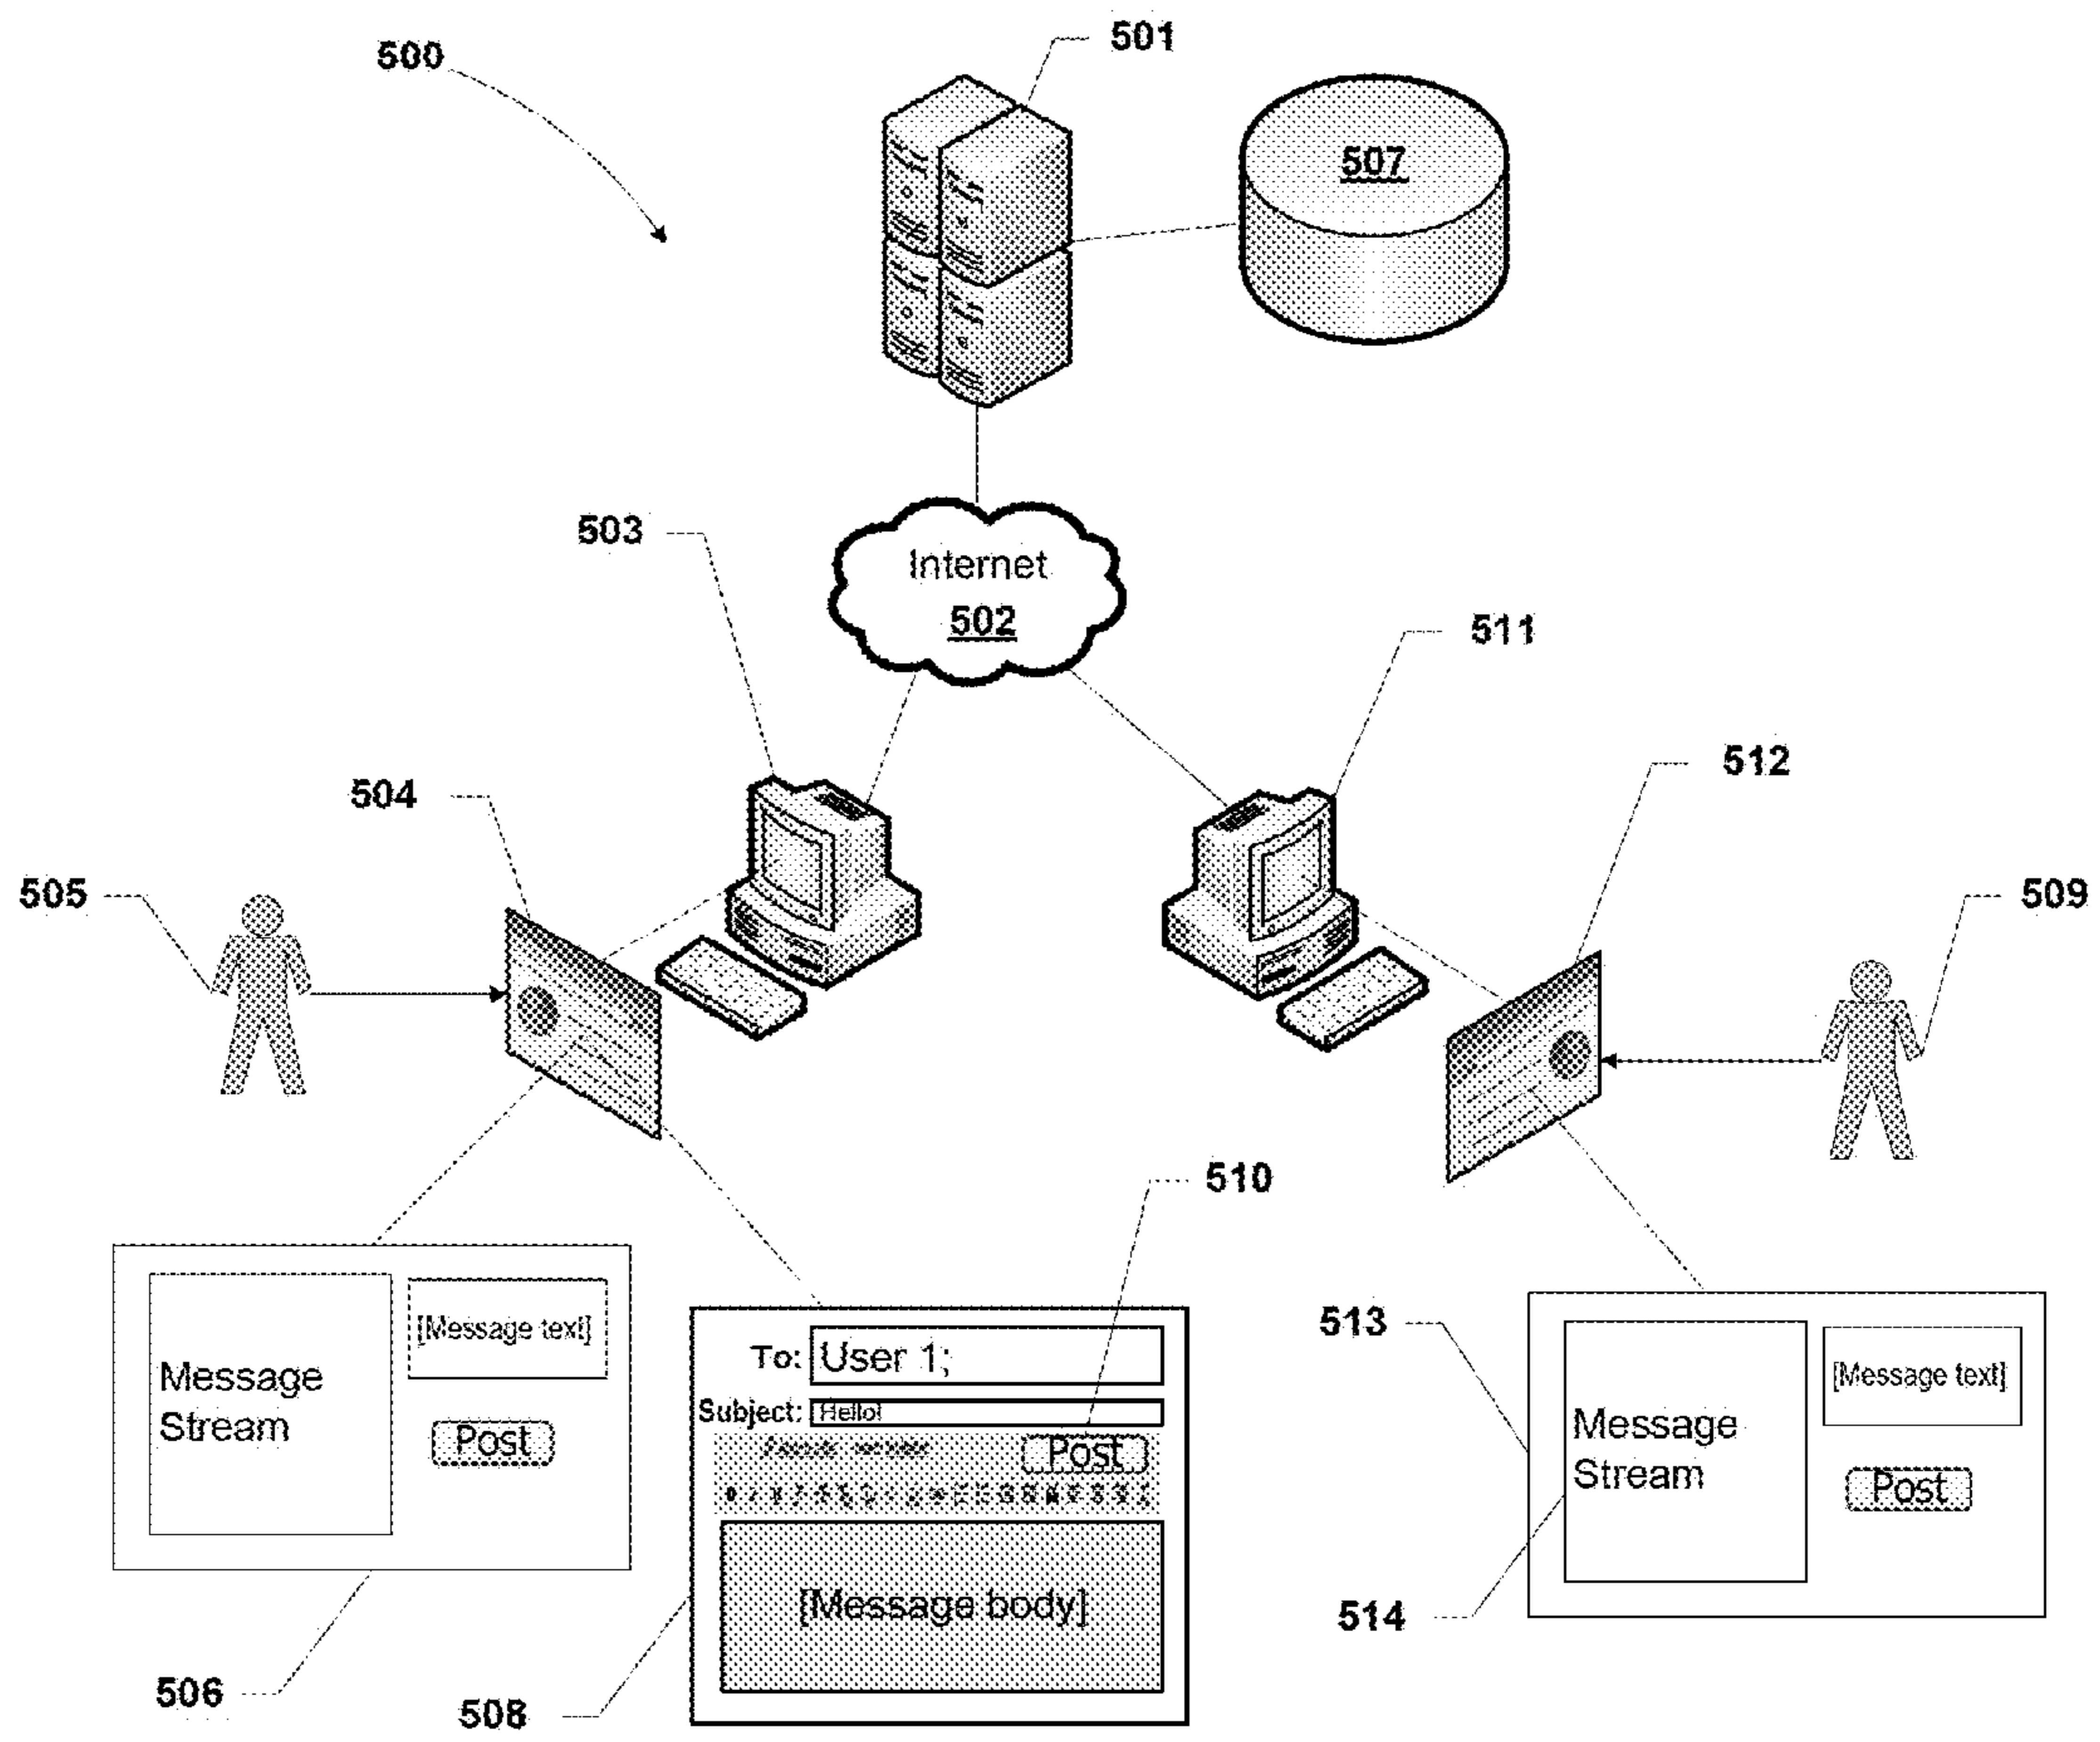 500
501
507
503
Internet
502
511
512
504
505
509
510
Message
Stream
[Message text]
Post
To: User 1;
Subject: Hello!
Post
[Message body]
513
Message
Stream
[Message text]
Post
514
506
508